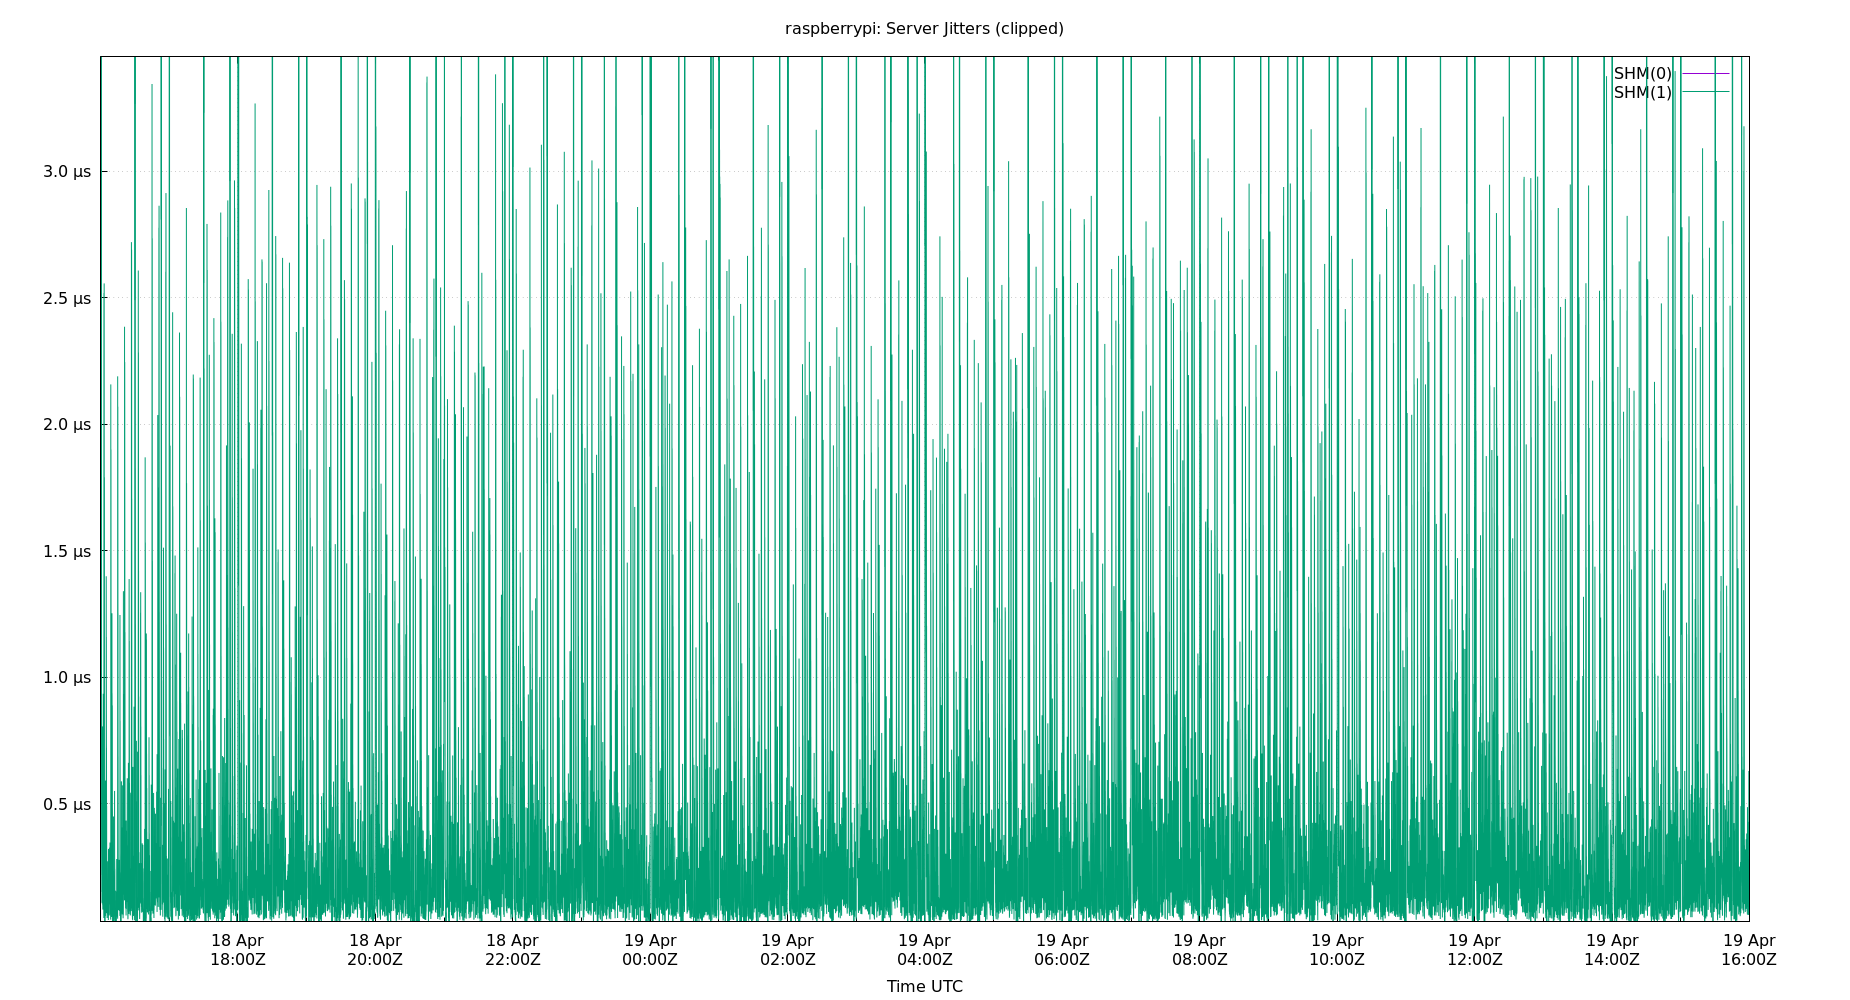 raspberrypi: Server Jitters (clipped)
SHM(0)
SHM(1)
3.0 µs
2.5 µs
2.0 µs
1.5 µs
1.0 µs
0.5 µs
18 Apr 18 Apr 18 Apr 19 Apr 19 Apr 19 Apr 19 Apr 19 Apr 19 Apr 19 Apr 19 Apr 19 Apr
18:00Z 20:00Z 22:00Z 00:00Z 02:00Z 04:00Z 06:00Z 08:00Z 10:00Z 12:00Z 14:00Z 16:00Z
Time UTC